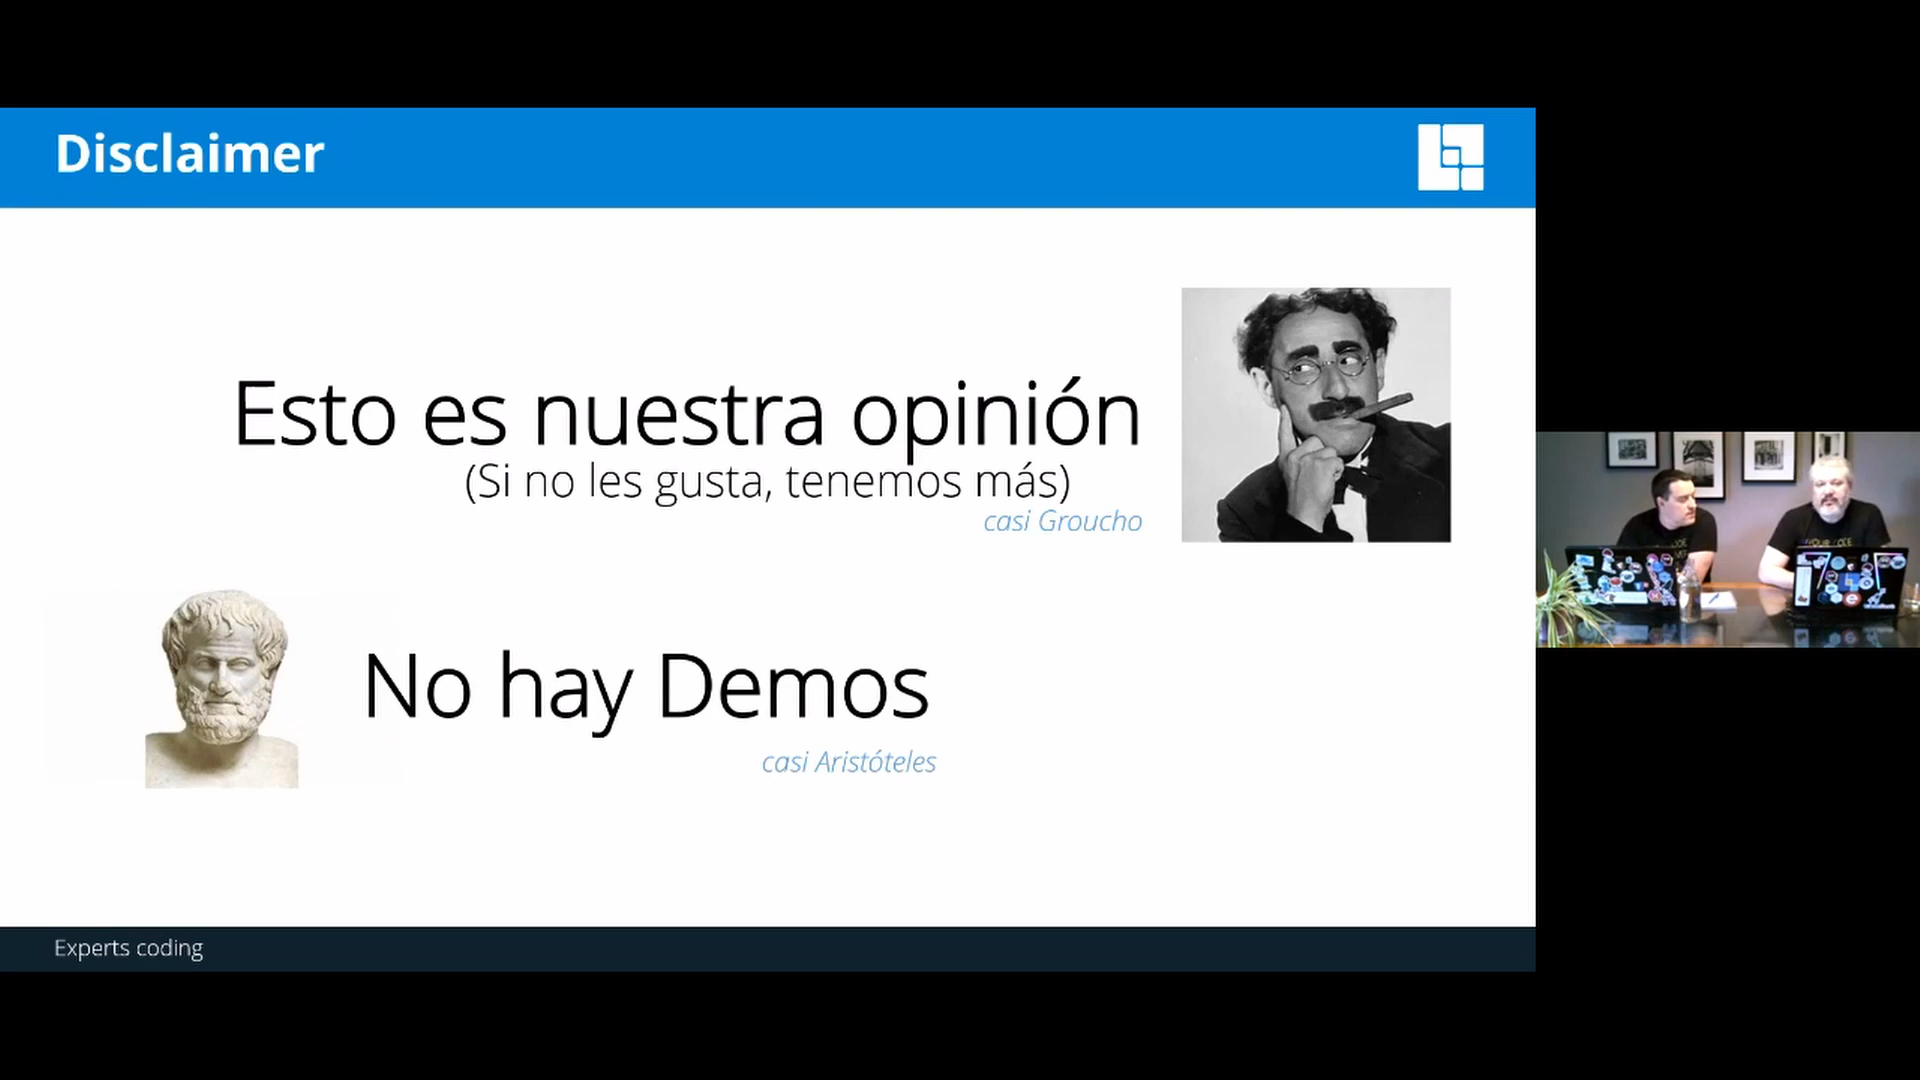 Disclaimer
Esto es nuestra opinión
(Si no les gusta, tenemos más)
casi Groucho
No hay Demos
casi Aristóteles
Experts coding